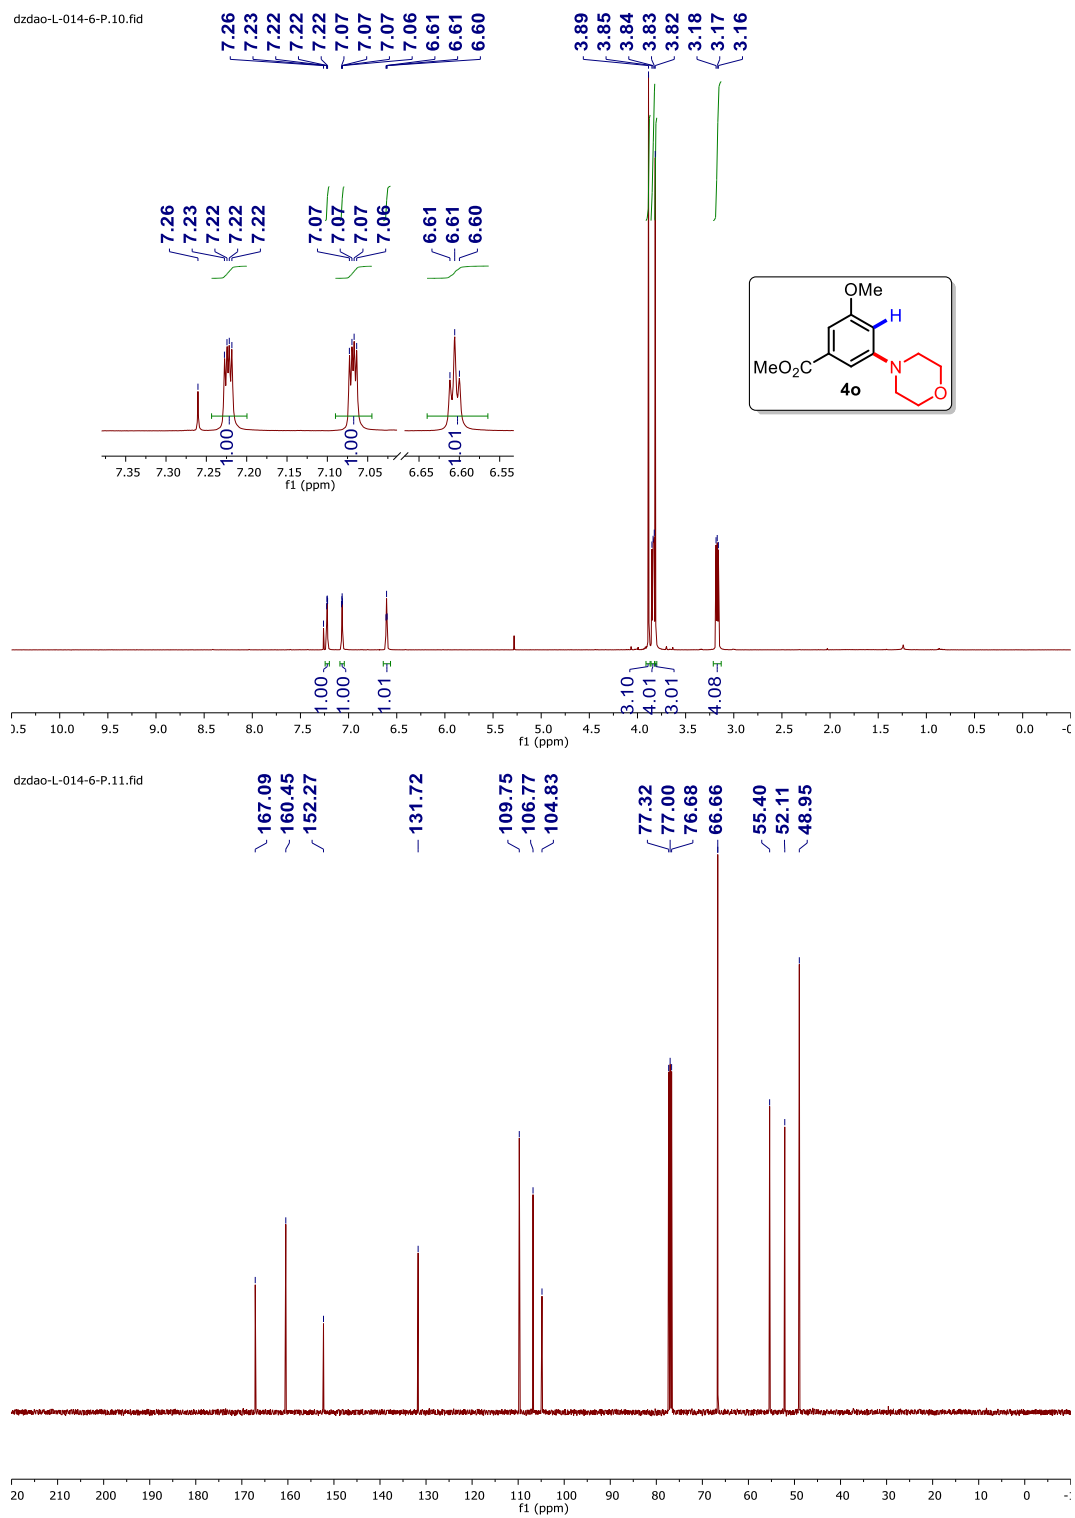 dzdao-L-014-6-P.10.fid
7.26 7.23 7.22 7.22 7.22 7.07 7.07 7.07 7.06 6.61 6.61 6.60 3.89 3.85 3.84 3.83 3.82 3.18 3.17 3.16
7.26 7.23 7.22 7.22 7.22 7.07 7.07 7.07 7.06 6.61 6.61 6.60
OMe
H
MeO2C
N
O
4o
1.00 1.00 1.01
7.35 7.30 7.25 7.20 7.15 7.10 7.05 6.65 6.60 6.55
f1 (ppm)
1.00 1.00 1.01 3.10 4.01 3.01 4.08
0.5 10.0 9.5 9.0 8.5 8.0 7.5 7.0 6.5 6.0 5.5 5.0 4.5 4.0 3.5 3.0 2.5 2.0 1.5 1.0 0.5 0.0 -0
f1 (ppm)
dzdao-L-014-6-P.11.fid
167.09 160.45 152.27 131.72 109.75 106.77 104.83 77.32 77.00 76.68 66.66 55.40 52.11 48.95
20 210 200 190 180 170 160 150 140 130 120 110 100 90 80 70 60 50 40 30 20 10 0 -1
f1 (ppm)